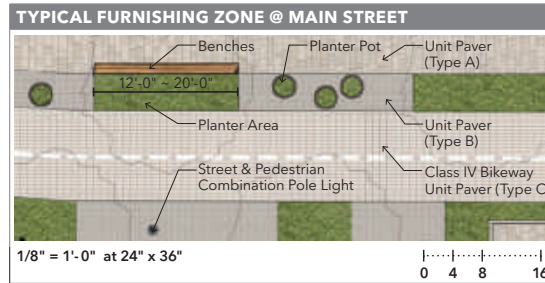 TYPICAL FURNISHING ZONE @ MAIN STREET
Benches
Planter Pot
Unit Paver
(Type A)
12'-0" ~ 20'-0"
Planter Area
Unit Paver
(Type B)
Street & Pedestrian
Combination Pole Light
Class IV Bikeway
Unit Paver (Type C
1/8" = 1'-0" at 24" x 36"
0 4 8 16